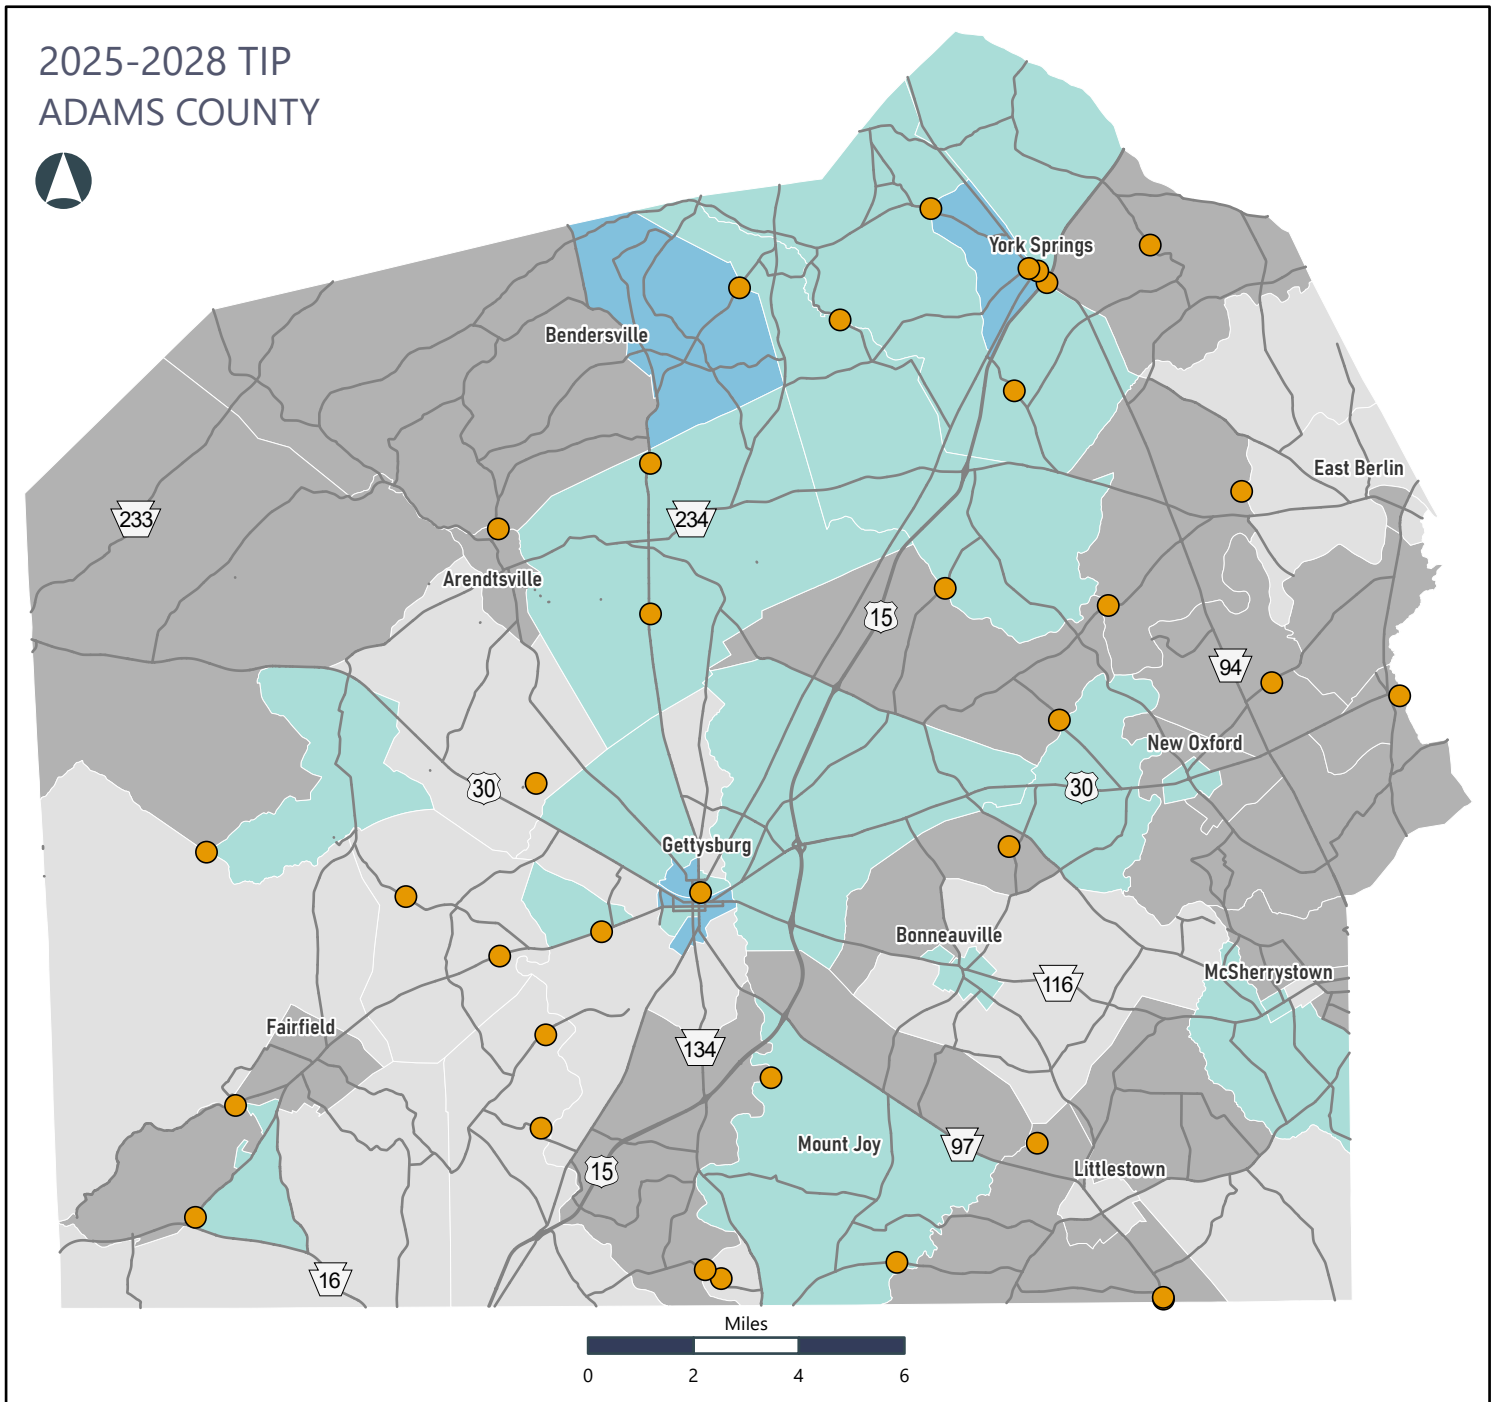 2025-2028 TIP
ADAMS COUNTY
York Springs
Bendersville
East Berlin
233
234
Arendtsville
15
94
New Oxford
30
30
Gettysburg
Bonneauville
McSherrystown
116
Fairfield
134
Mount Joy
97
Littlestown
15
16
Miles
0 2 4 6